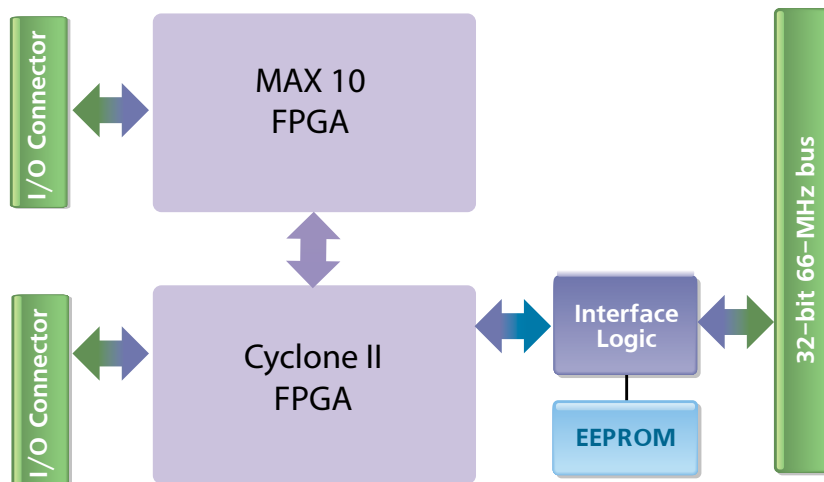 I/O Connector
MAX 10
FPGA
I/O Connector
Cyclone II
FPGA
Interface
Logic
EEPROM
32-bit 66-MHz bus